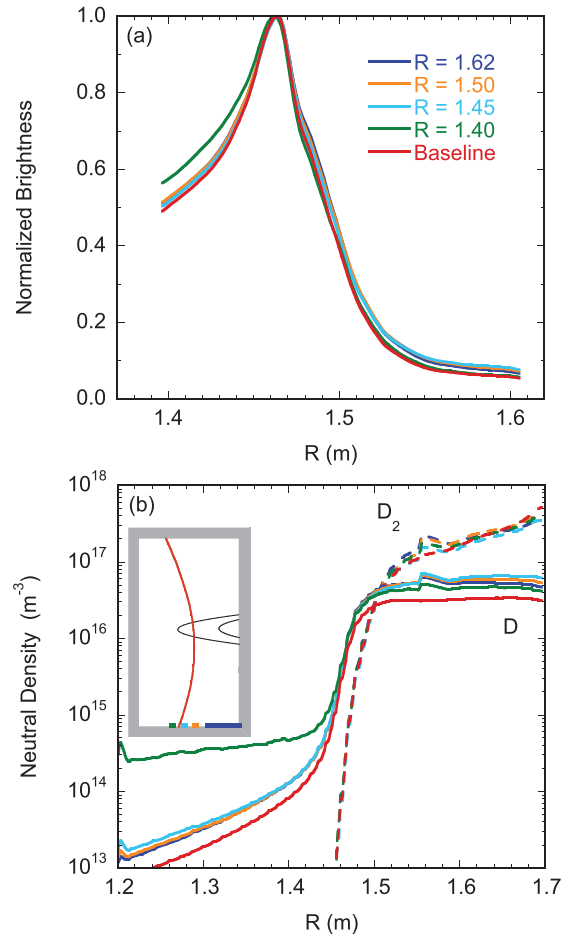 (a)
R = 1.62
R = 1.50
R = 1.45
R = 1.40
Baseline
Normalized Brightness
1.0
0.8
0.6
0.4
0.2
0.0
1.4
1.5
1.6
R (m)
(b)
D2
D
Neutral Density (m-3)
10^18
10^17
10^16
10^15
10^14
10^13
1.2
1.3
1.4
1.5
1.6
1.7
R (m)